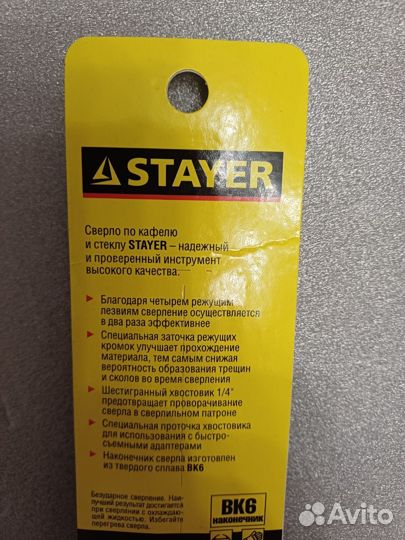 STAYER
Сверло по кафелю
и стеклу STAYER – надежный
и проверенный инструмент
высокого качества.
Благодаря четырем режущим
лезвиям сверление осуществляется
в два раза эффективнее
Специальная заточка режущих
кромок улучшает прохождение
материала, тем самым снижая
вероятность образования трещин
и сколов во время сверления
Шестигранный хвостовик 1/4"
предотвращает проворачивание
сверла в сверлильном патроне
Специальная проточка хвостовика
для использования с быстро-
съемными адаптерами
Наконечник сверла изготовлен
из твердого сплава ВК6
Безударное сверление. Наи-
лучший результат достигается
при сверлении с охлаждаю-
щей жидкостью. Избегайте
перегрева сверла.
ВК6
наконечник
Avito